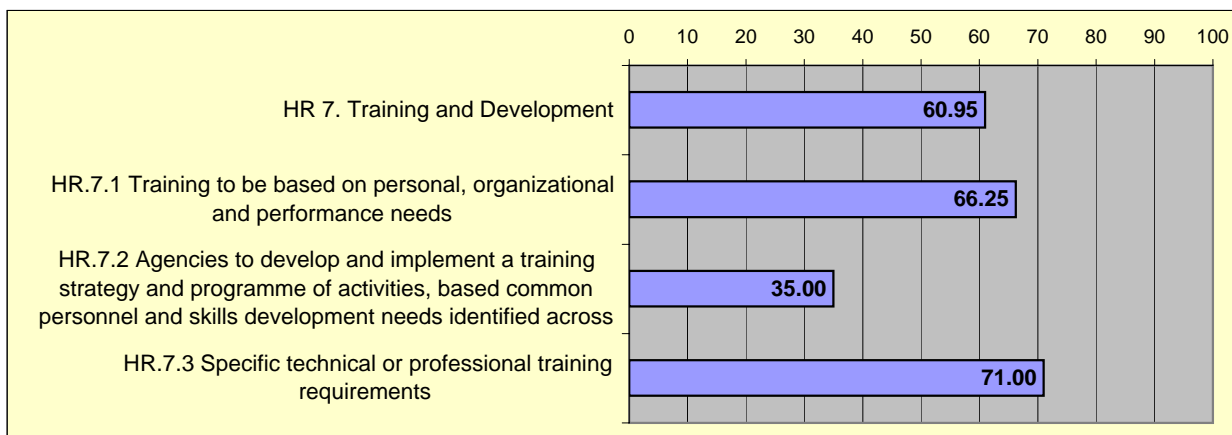 0 10 20 30 40 50 60 70 80 90 100
HR 7. Training and Development
60.95
HR.7.1 Training to be based on personal, organizational
and performance needs
66.25
HR.7.2 Agencies to develop and implement a training
strategy and programme of activities, based common
personnel and skills development needs identified across
35.00
HR.7.3 Specific technical or professional training
requirements
71.00